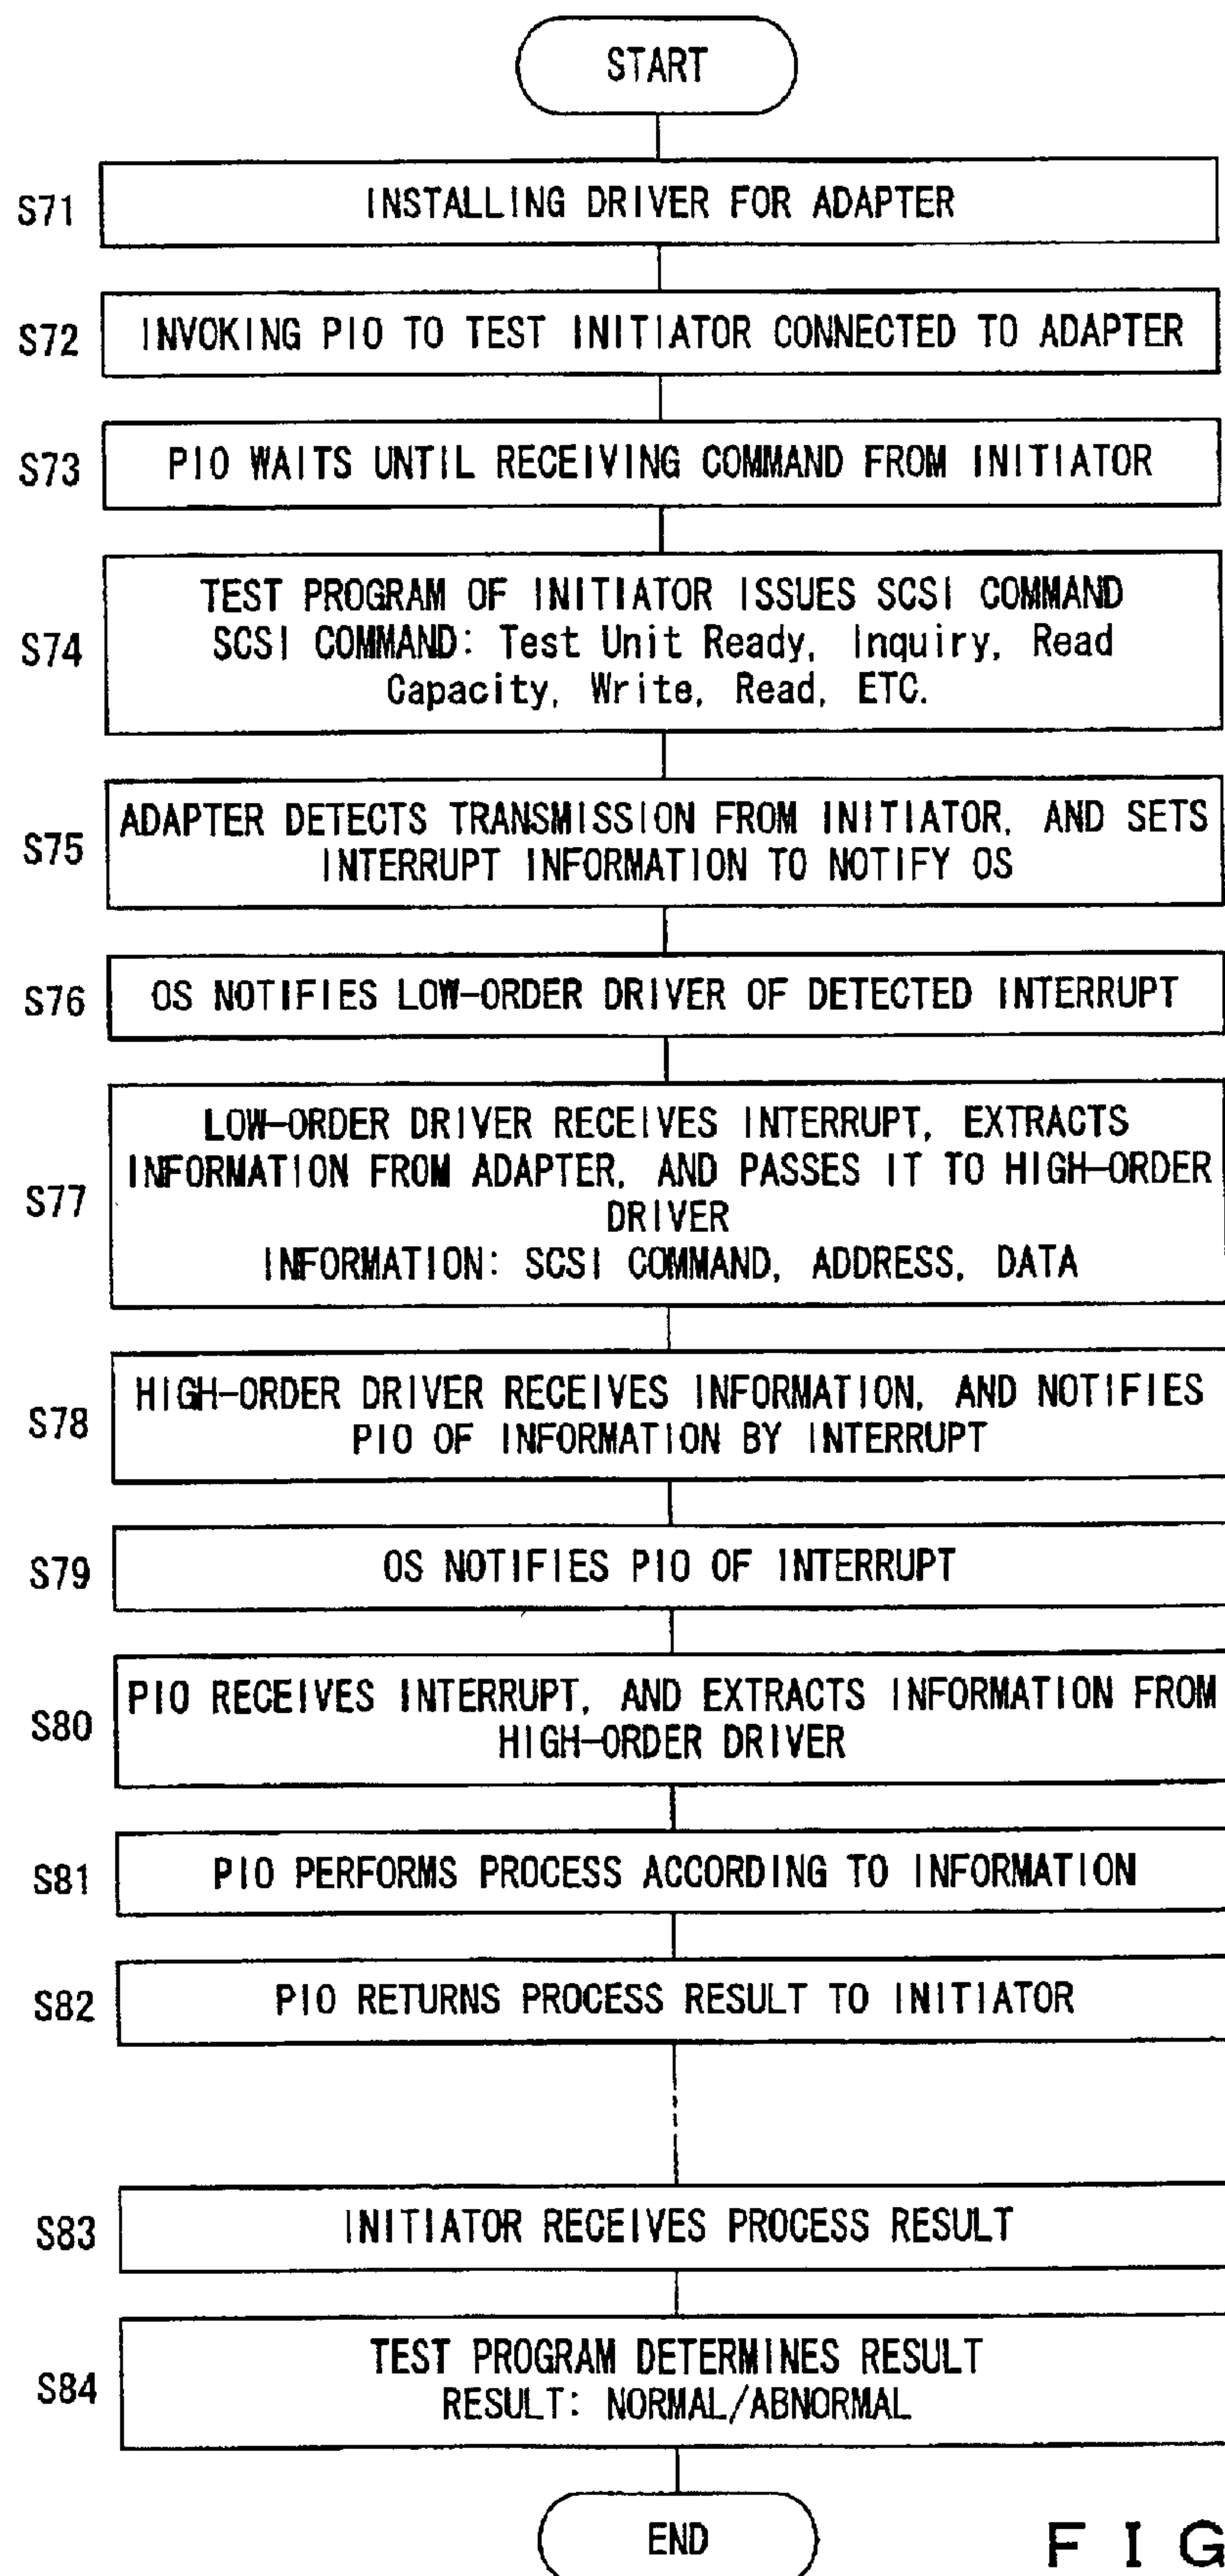 START
S71
INSTALLING DRIVER FOR ADAPTER
S72
INVOKING PIO TO TEST INITIATOR CONNECTED TO ADAPTER
S73
PIO WAITS UNTIL RECEIVING COMMAND FROM INITIATOR
S74
TEST PROGRAM OF INITIATOR ISSUES SCSI COMMAND
SCSI COMMAND: Test Unit Ready, Inquiry, Read
Capacity, Write, Read, ETC.
S75
ADAPTER DETECTS TRANSMISSION FROM INITIATOR, AND SETS
INTERRUPT INFORMATION TO NOTIFY OS
S76
OS NOTIFIES LOW-ORDER DRIVER OF DETECTED INTERRUPT
S77
LOW-ORDER DRIVER RECEIVES INTERRUPT, EXTRACTS
INFORMATION FROM ADAPTER, AND PASSES IT TO HIGH-ORDER
DRIVER
INFORMATION: SCSI COMMAND, ADDRESS, DATA
S78
HIGH-ORDER DRIVER RECEIVES INFORMATION, AND NOTIFIES
PIO OF INFORMATION BY INTERRUPT
S79
OS NOTIFIES PIO OF INTERRUPT
S80
PIO RECEIVES INTERRUPT, AND EXTRACTS INFORMATION FROM
HIGH-ORDER DRIVER
S81
PIO PERFORMS PROCESS ACCORDING TO INFORMATION
S82
PIO RETURNS PROCESS RESULT TO INITIATOR
S83
INITIATOR RECEIVES PROCESS RESULT
S84
TEST PROGRAM DETERMINES RESULT
RESULT: NORMAL/ABNORMAL
END
FIG